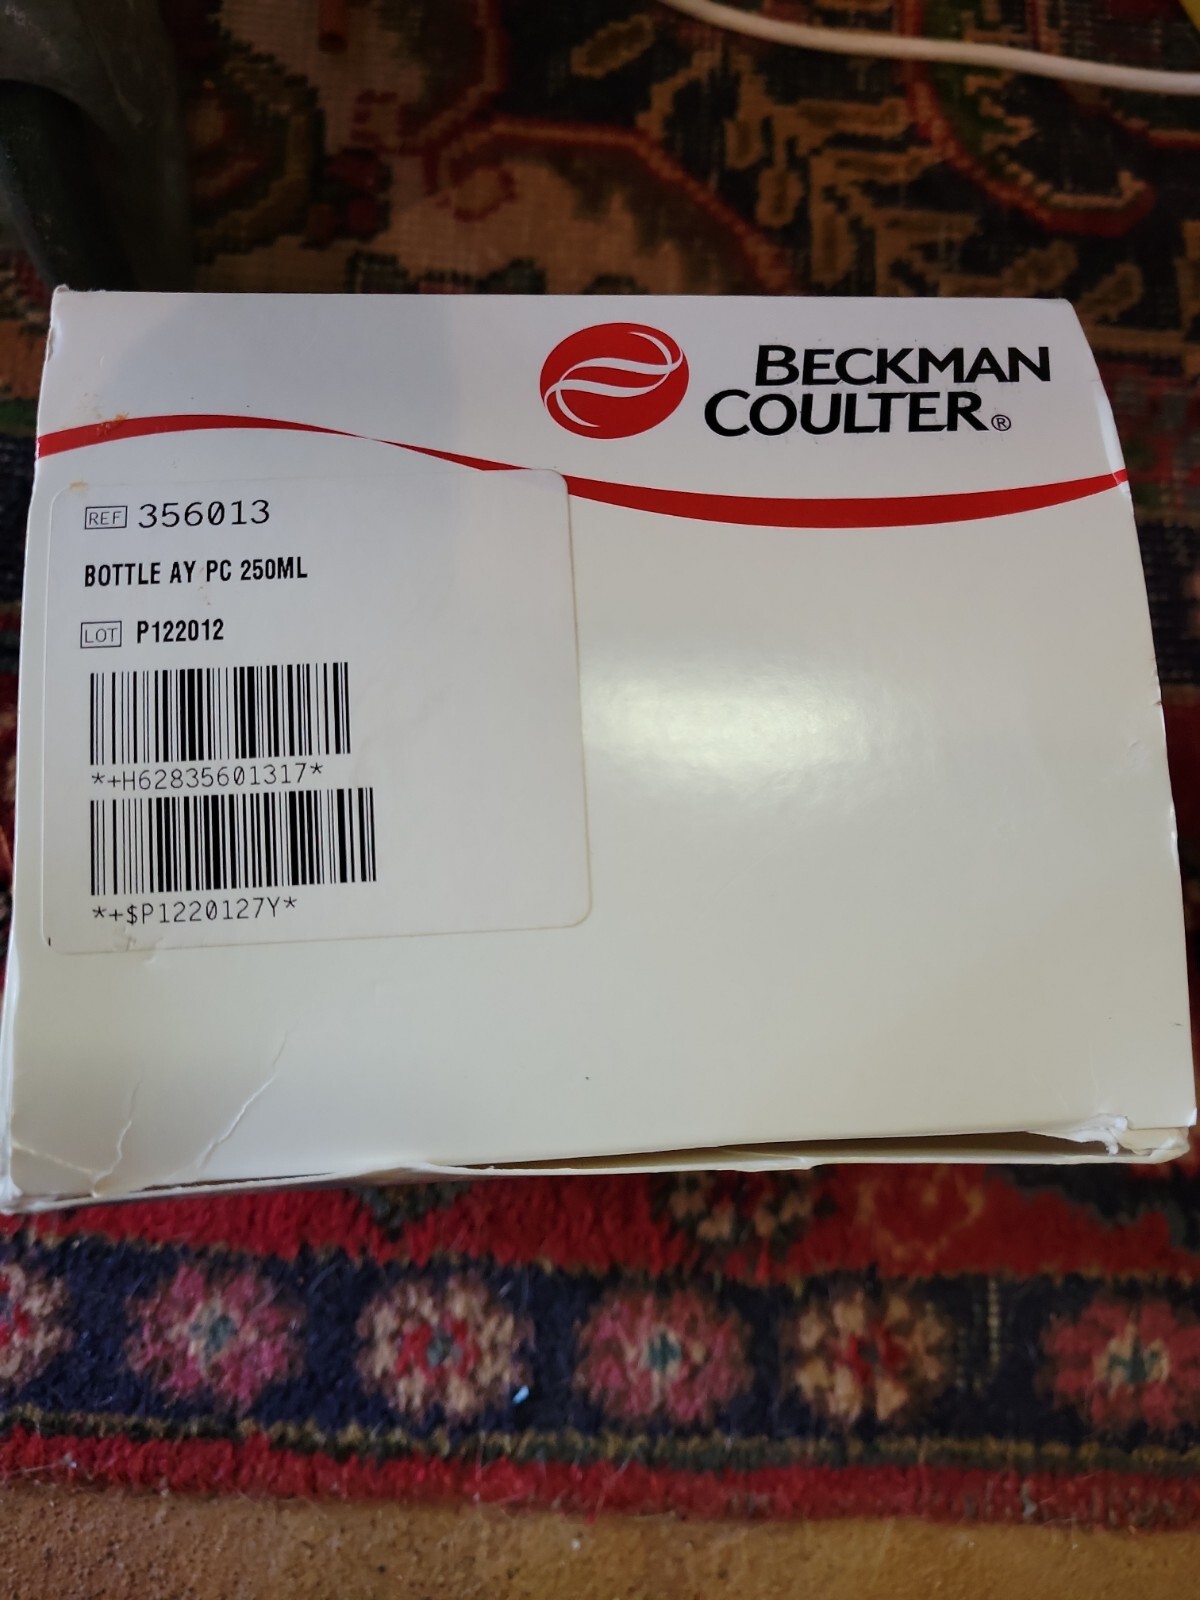 BECKMAN
COULTER®
REF 356013
BOTTLE AY PC 250ML
LOT P122012
*+H62835601317*
*+$P1220127Y*